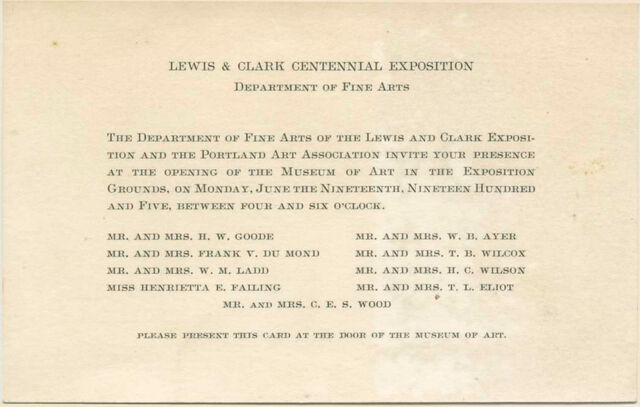 LEWIS & CLARK CENTENNIAL EXPOSITION
DEPARTMENT OF FINE ARTS
THE DEPARTMENT OF FINE ARTS OF THE LEWIS AND CLARK EXPOSI-
TION AND THE PORTLAND ART ASSOCIATION INVITE YOUR PRESENCE
AT THE OPENING OF THE MUSEUM OF ART IN THE EXPOSITION
GROUNDS, ON MONDAY, JUNE THE NINETEENTH, NINETEEN HUNDRED
AND FIVE, BETWEEN FOUR AND SIX O'CLOCK.
MR. AND MRS. H. W. GOODE MR. AND MRS. W. B. AYER
MR. AND MRS. FRANK V. DU MOND MR. AND MRS. T. B. WILCOX
MR. AND MRS. W. M. LADD MR. AND MRS. H. C. WILSON
MISS HENRIETTA E. FAILING MR. AND MRS. T. L. ELIOT
MR. AND MRS. C. E. S. WOOD
PLEASE PRESENT THIS CARD AT THE DOOR OF THE MUSEUM OF ART.